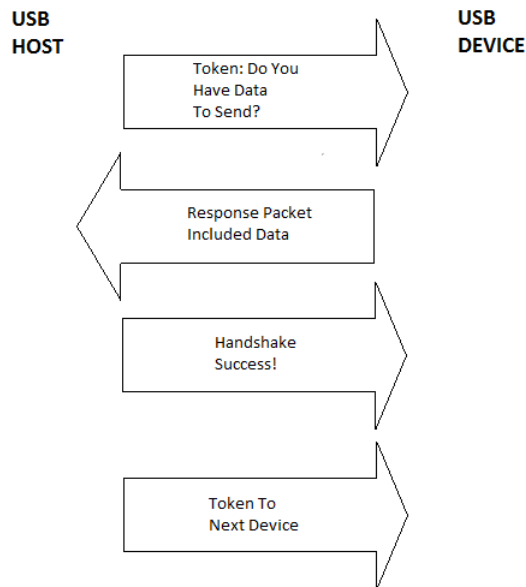 USB
HOST
USB
DEVICE
Token: Do You
Have Data
To Send?
Response Packet
Included Data
Handshake
Success!
Token To
Next Device